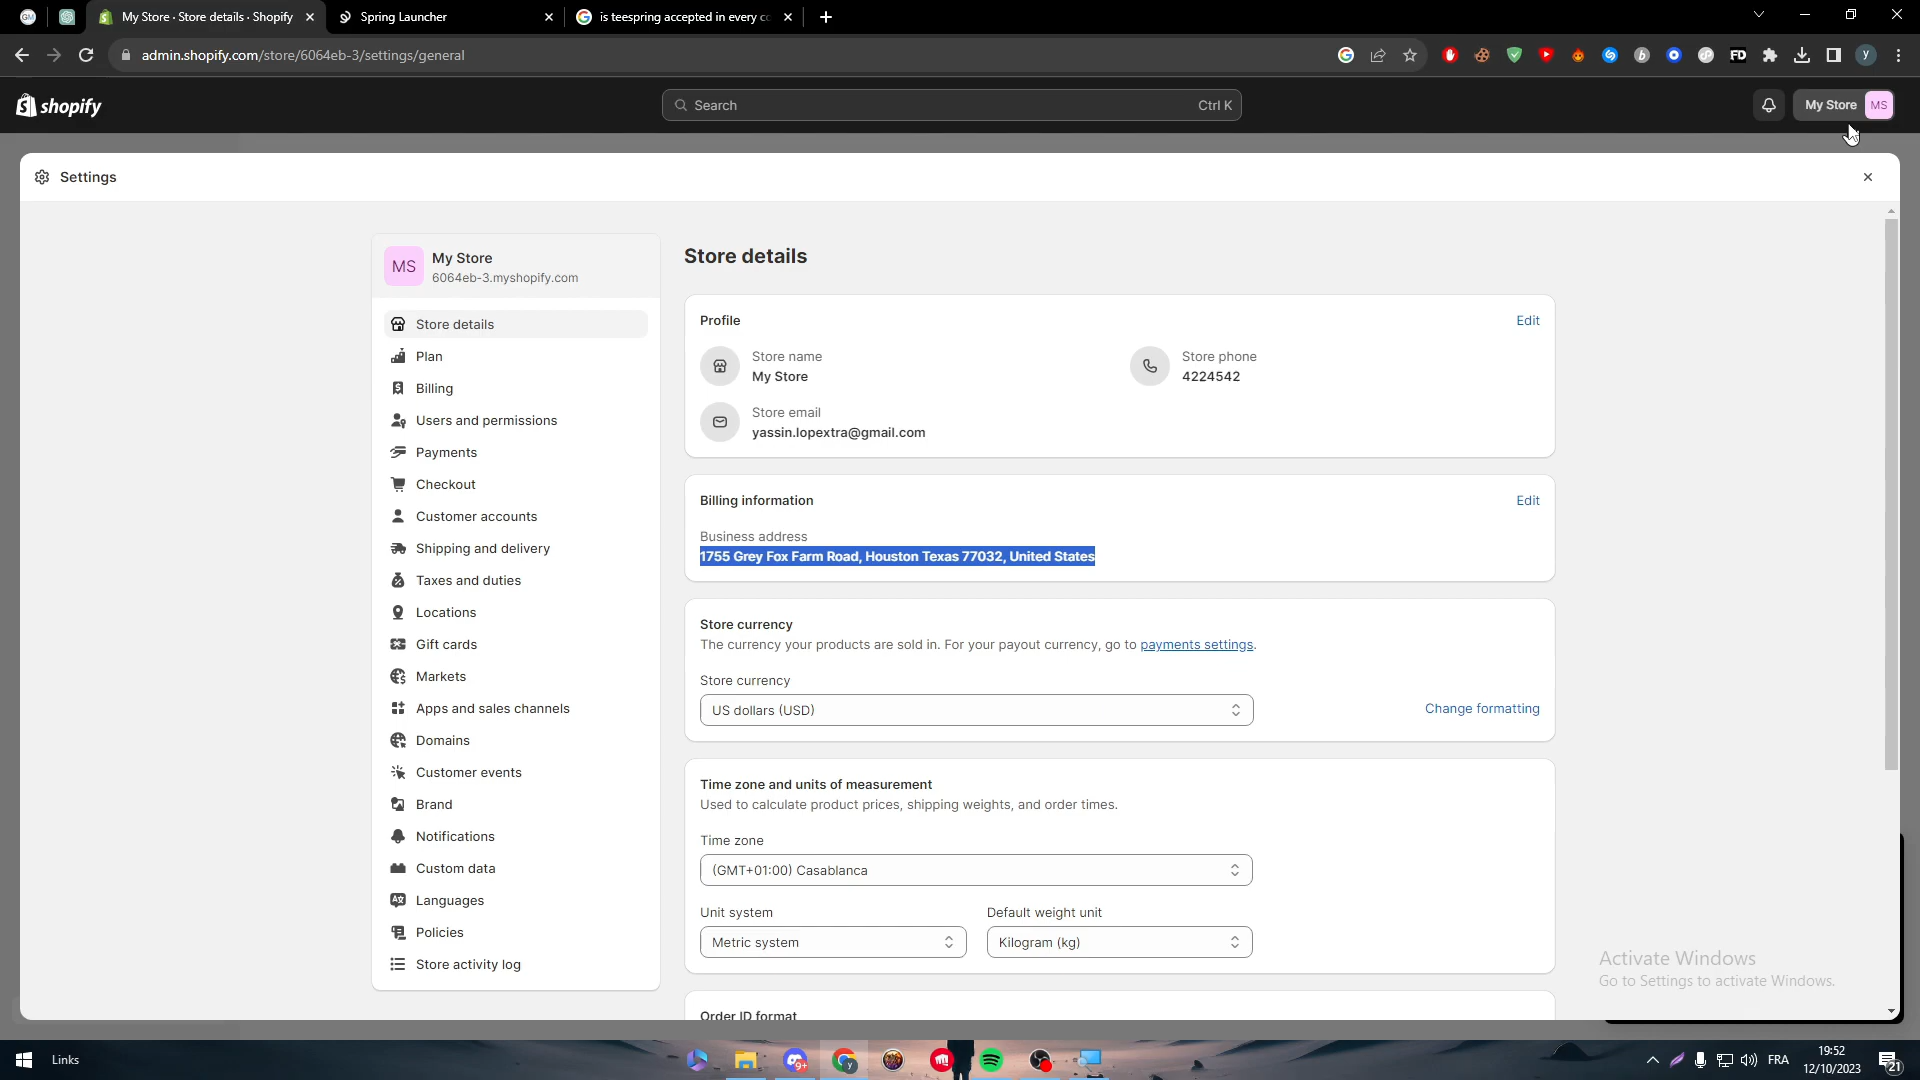 My Store · Store details · Shopify
Spring Launcher
is teespring accepted in every co
admin.shopify.com/store/6064eb-3/settings/general
shopify
Search
Ctrl K
My Store
MS
Settings
MS
My Store
6064eb-3.myshopify.com
Store details
Plan
Billing
Users and permissions
Payments
Checkout
Customer accounts
Shipping and delivery
Taxes and duties
Locations
Gift cards
Markets
Apps and sales channels
Domains
Customer events
Brand
Notifications
Custom data
Languages
Policies
Store activity log
Store details
Profile
Edit
Store name
My Store
Store phone
4224542
Store email
yassin.lopextra@gmail.com
Billing information
Edit
Business address
1755 Grey Fox Farm Road, Houston Texas 77032, United States
Store currency
The currency your products are sold in. For your payout currency, go to payments settings.
Store currency
US dollars (USD)
Change formatting
Time zone and units of measurement
Used to calculate product prices, shipping weights, and order times.
Time zone
(GMT+01:00) Casablanca
Unit system
Default weight unit
Metric system
Kilogram (kg)
Order ID format
Activate Windows
Go to Settings to activate Windows.
Links
FRA
19:52
12/10/2023
21